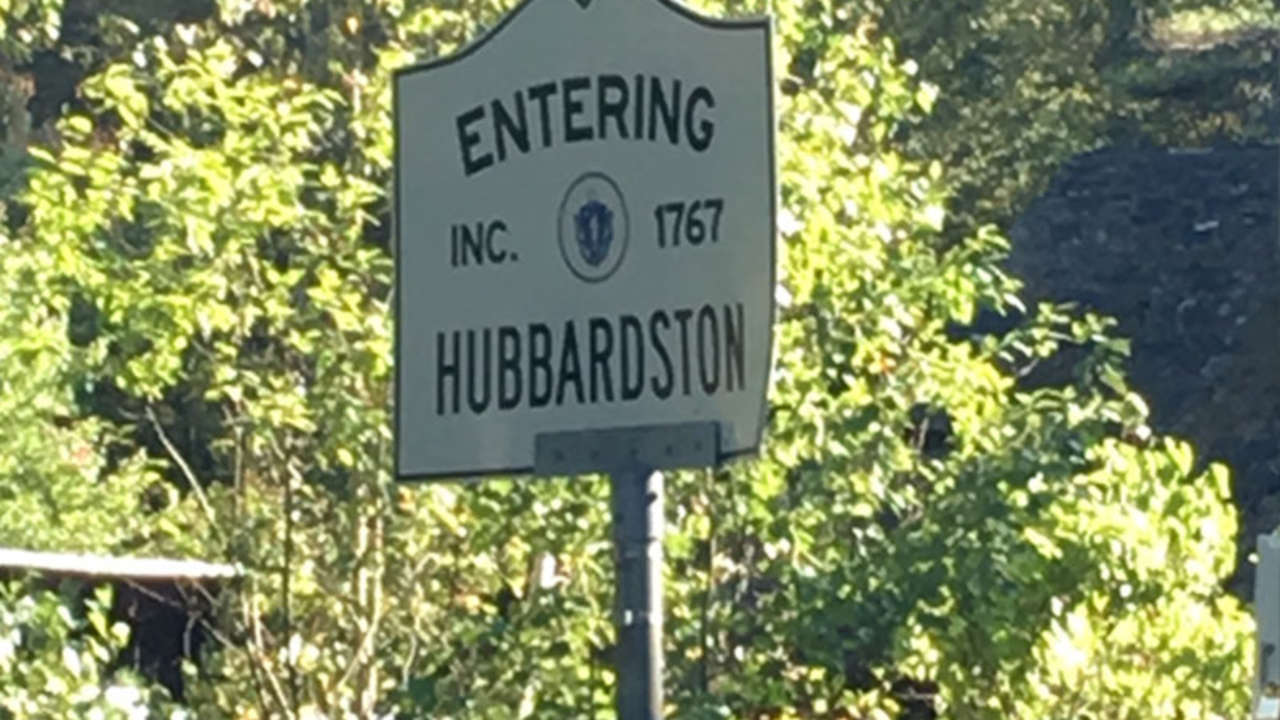 ENTERING
INC. 1767
HUBBARDSTON